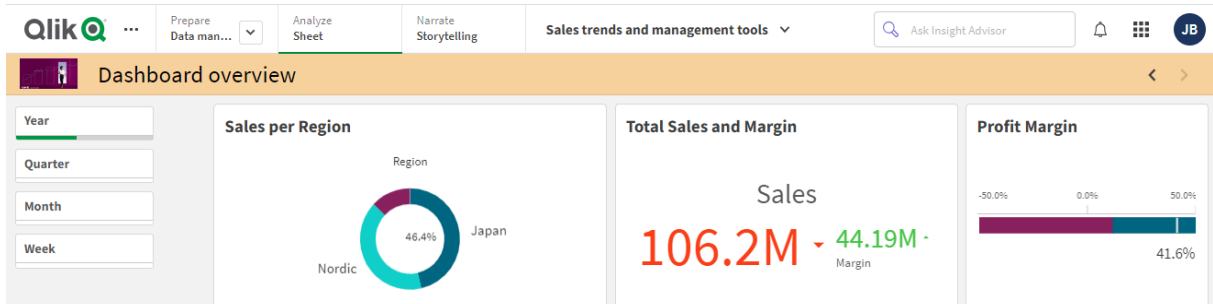 Qlik
Prepare
Data man...
Analyze
Sheet
Narrate
Storytelling
Sales trends and management tools
Ask Insight Advisor
JB
Dashboard overview
Year
Quarter
Month
Week
Sales per Region
Region
46.4%
Japan
Nordic
Total Sales and Margin
Sales
106.2M
44.19M
Margin
Profit Margin
-50.0% 0.0% 50.0%
41.6%